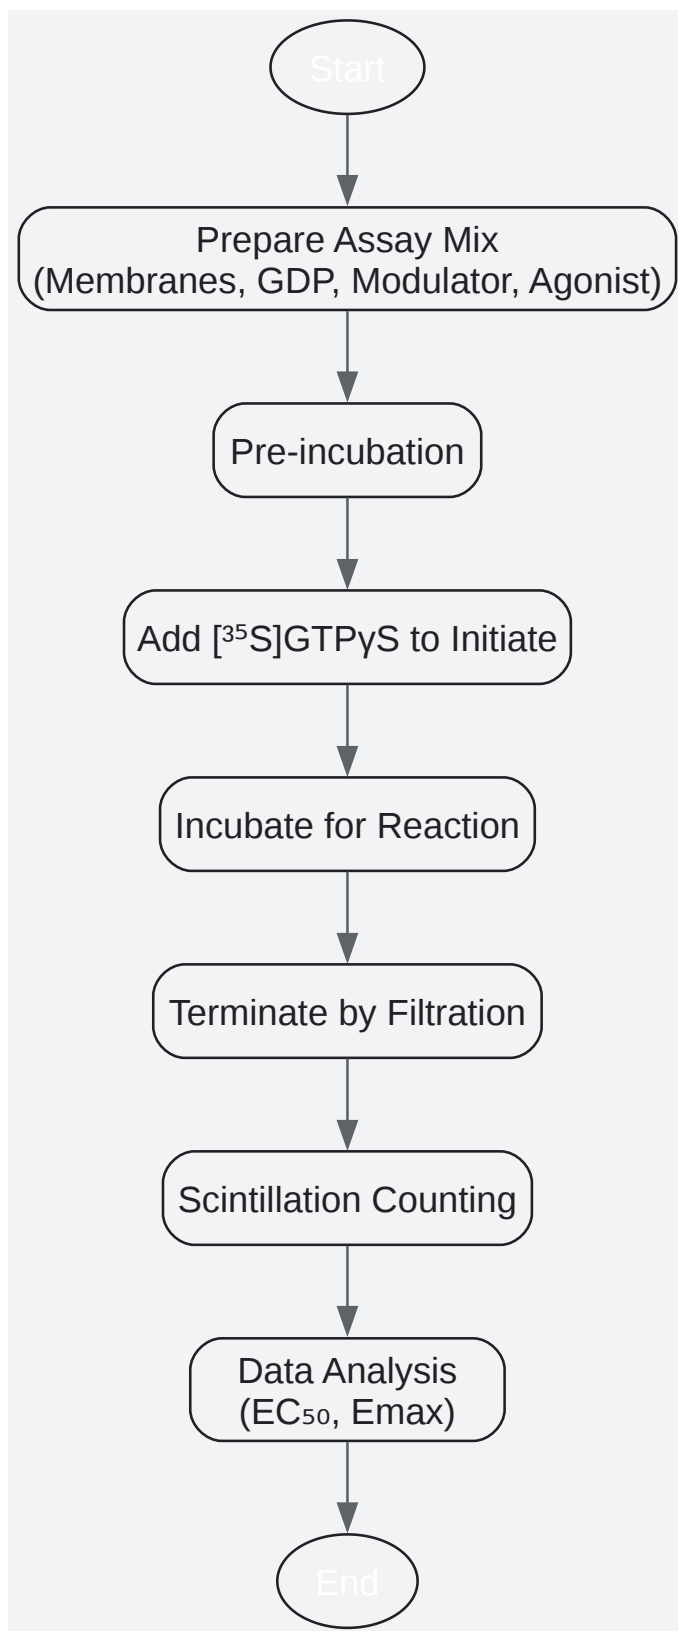 Start
Prepare Assay Mix
(Membranes, GDP, Modulator, Agonist)
Pre-incubation
Add [³⁵S]GTPγS to Initiate
Incubate for Reaction
Terminate by Filtration
Scintillation Counting
Data Analysis
(EC₅₀, Emax)
End